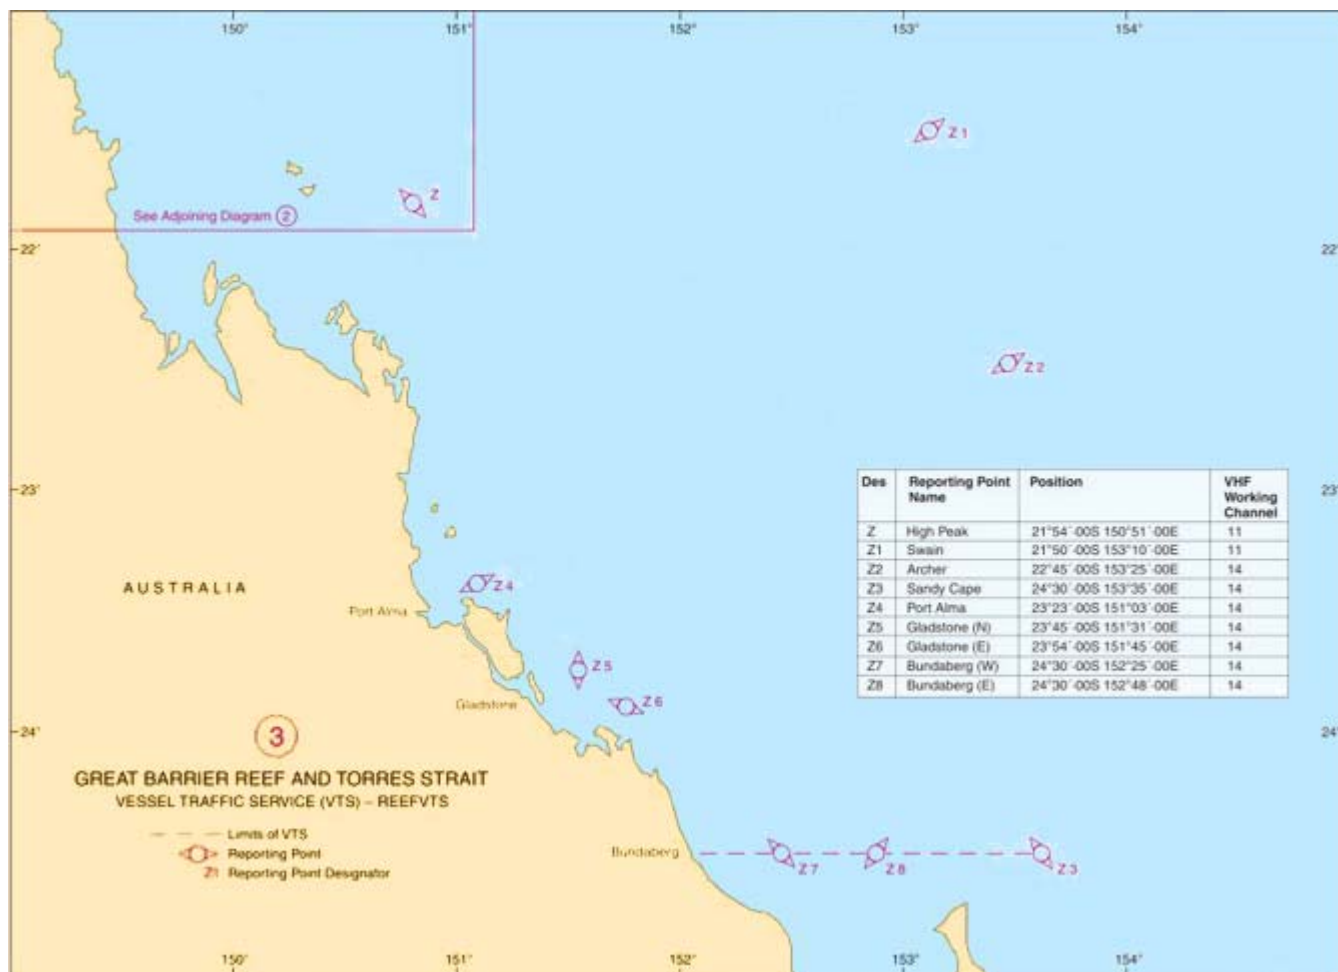 150° 151° 152° 153° 154°
Z1
Z
See Adjoining Diagram 2
22´ 22´
Z2
23´ 23´
Des Reporting Point Name Position VHF Working Channel
Z High Peak 21°54´-00S 150°51´-00E 11
Z1 Swain 21°50´-00S 153°10´-00E 11
Z2 Archer 22°45´-00S 153°25´-00E 14
Z3 Sandy Cape 24°30´-00S 153°35´-00E 14
Z4 Port Alma 23°23´-00S 151°03´-00E 14
Z5 Gladstone (N) 23°45´-00S 151°31´-00E 14
Z6 Gladstone (E) 23°54´-00S 151°45´-00E 14
Z7 Bundaberg (W) 24°30´-00S 152°25´-00E 14
Z8 Bundaberg (E) 24°30´-00S 152°48´-00E 14
AUSTRALIA
Z4
Port Alma
Z5
Gladstone
Z6
24´ 24´
3
GREAT BARRIER REEF AND TORRES STRAIT
VESSEL TRAFFIC SERVICE (VTS) – REEFVTS
Limits of VTS
Reporting Point
Z1 Reporting Point Designator
Bundaberg
Z7 Z8 Z3
150° 151° 152° 153° 154°